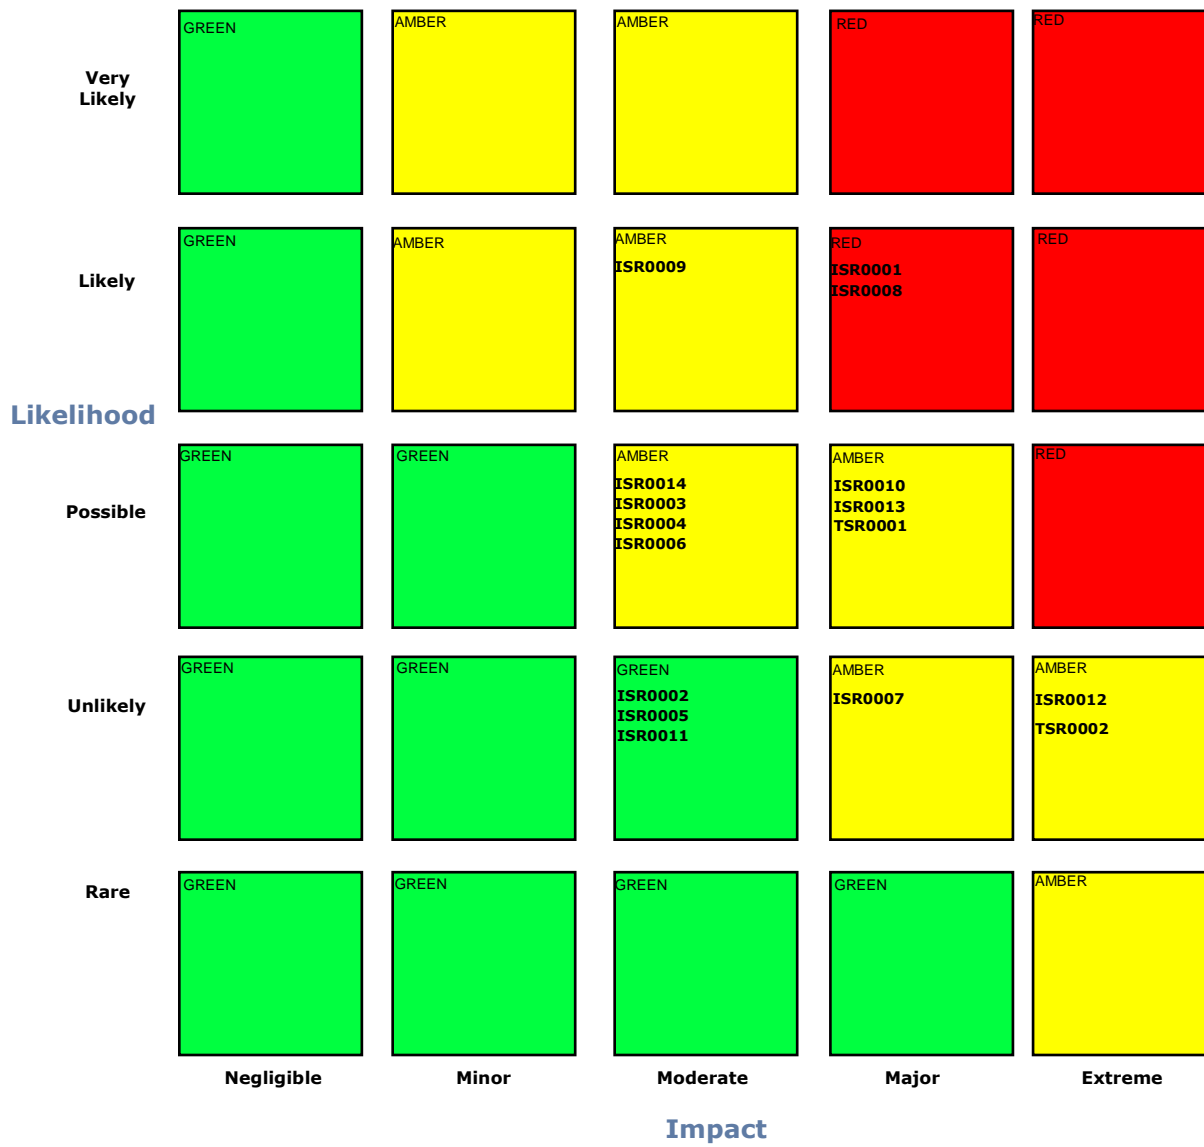 GREEN
AMBER
AMBER
RED
RED
Very
Likely
GREEN
AMBER
AMBER
ISR0009
RED
ISR0001
ISR0008
RED
Likely
Likelihood
GREEN
GREEN
AMBER
ISR0014
ISR0003
ISR0004
ISR0006
AMBER
ISR0010
ISR0013
TSR0001
RED
Possible
GREEN
GREEN
GREEN
ISR0002
ISR0005
ISR0011
AMBER
ISR0007
AMBER
ISR0012
TSR0002
Unlikely
Rare
GREEN
GREEN
GREEN
GREEN
AMBER
Negligible
Minor
Moderate
Major
Extreme
Impact